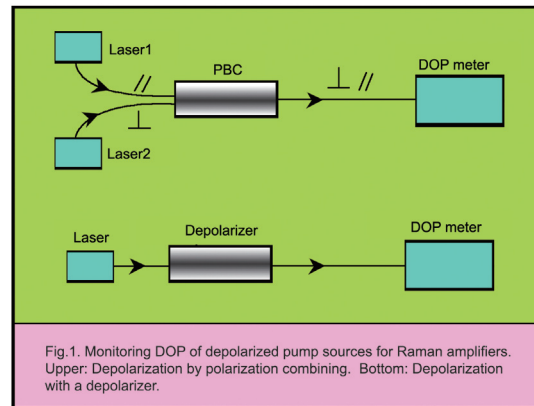 Laser1
//
PBC
⊥ //
DOP meter
⊥
Laser2
Laser
Depolarizer
DOP meter
Fig.1. Monitoring DOP of depolarized pump sources for Raman amplifiers.
Upper: Depolarization by polarization combining. Bottom: Depolarization
with a depolarizer.